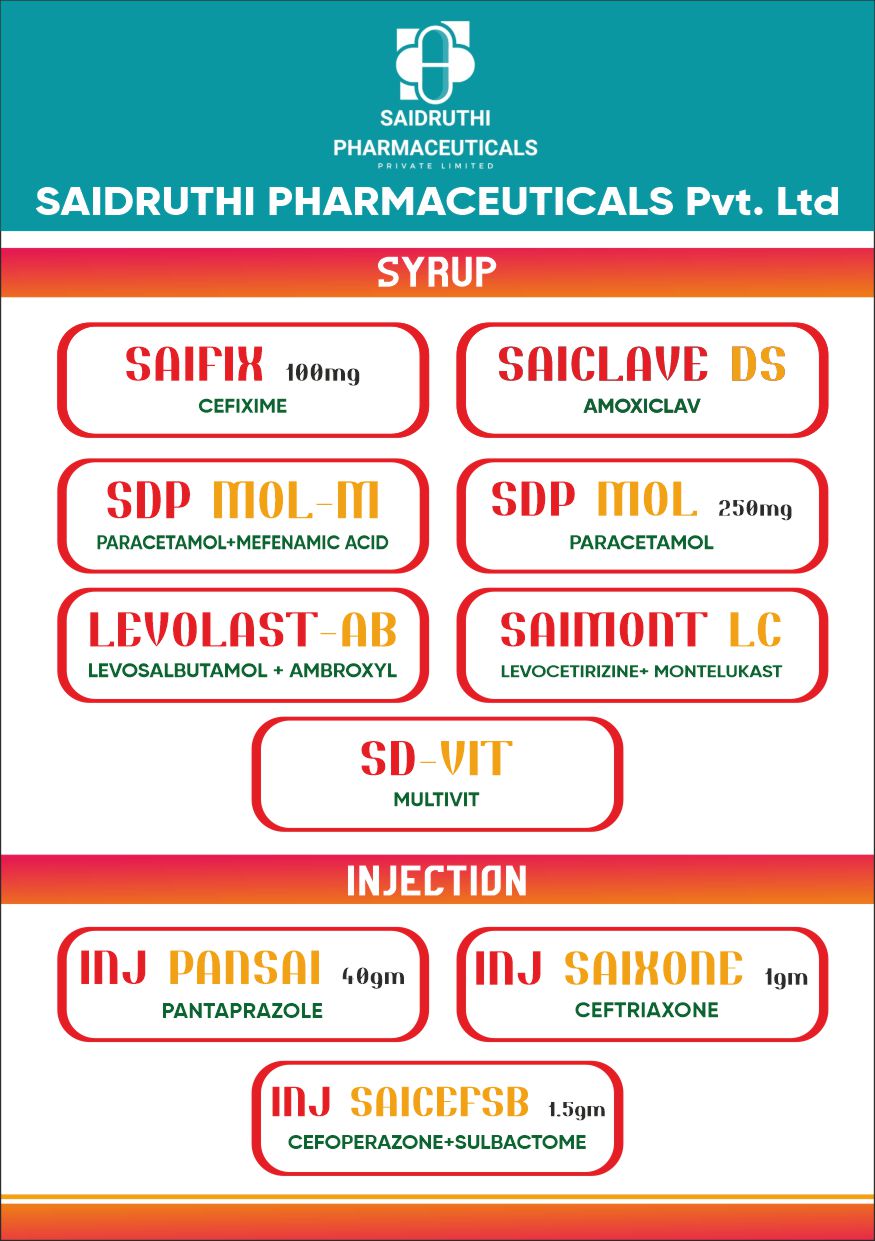 SAIDRUTHI
PHARMACEUTICALS
PRIVATE LIMITED
SAIDRUTHI PHARMACEUTICALS Pvt. Ltd
SYRUP
SAIFIX 100mg
CEFIXIME
SAICLAVE DS
AMOXICLAV
SDP MOL-M
PARACETAMOL+MEFENAMIC ACID
SDP MOL 250mg
PARACETAMOL
LEVOLAST-AB
LEVOSALBUTAMOL + AMBROXYL
SAIMONT LC
LEVOCETIRIZINE+ MONTELUKAST
SD-VIT
MULTIVIT
INJECTION
INJ PANSAI 40gm
PANTAPRAZOLE
INJ SAIXONE 1gm
CEFTRIAXONE
INJ SAICEFSB 1.5gm
CEFOPERAZONE+SULBACTOME